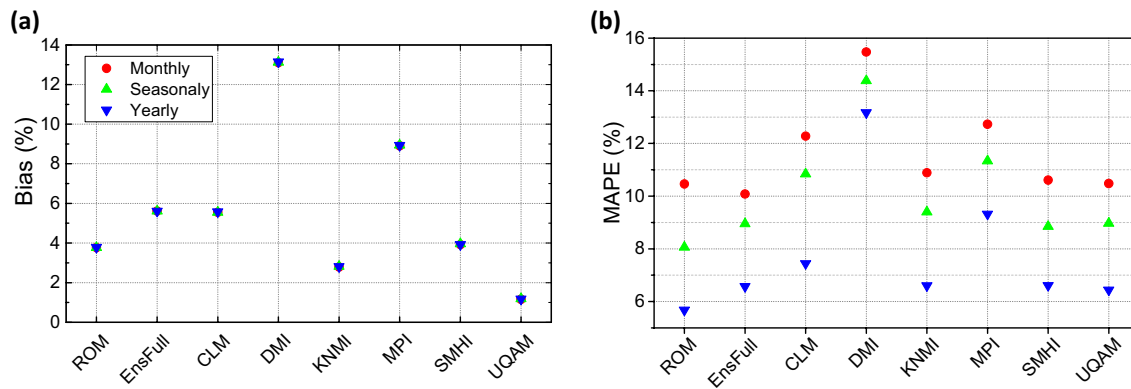 (a)
14
12
10
8
6
4
2
0
Bias (%)
Monthly
Seasonaly
Yearly
ROM EnsFull CLM DMI KNMI MPI SMHI UQAM
(b)
16
14
12
10
8
6
MAPE (%)
ROM EnsFull CLM DMI KNMI MPI SMHI UQAM